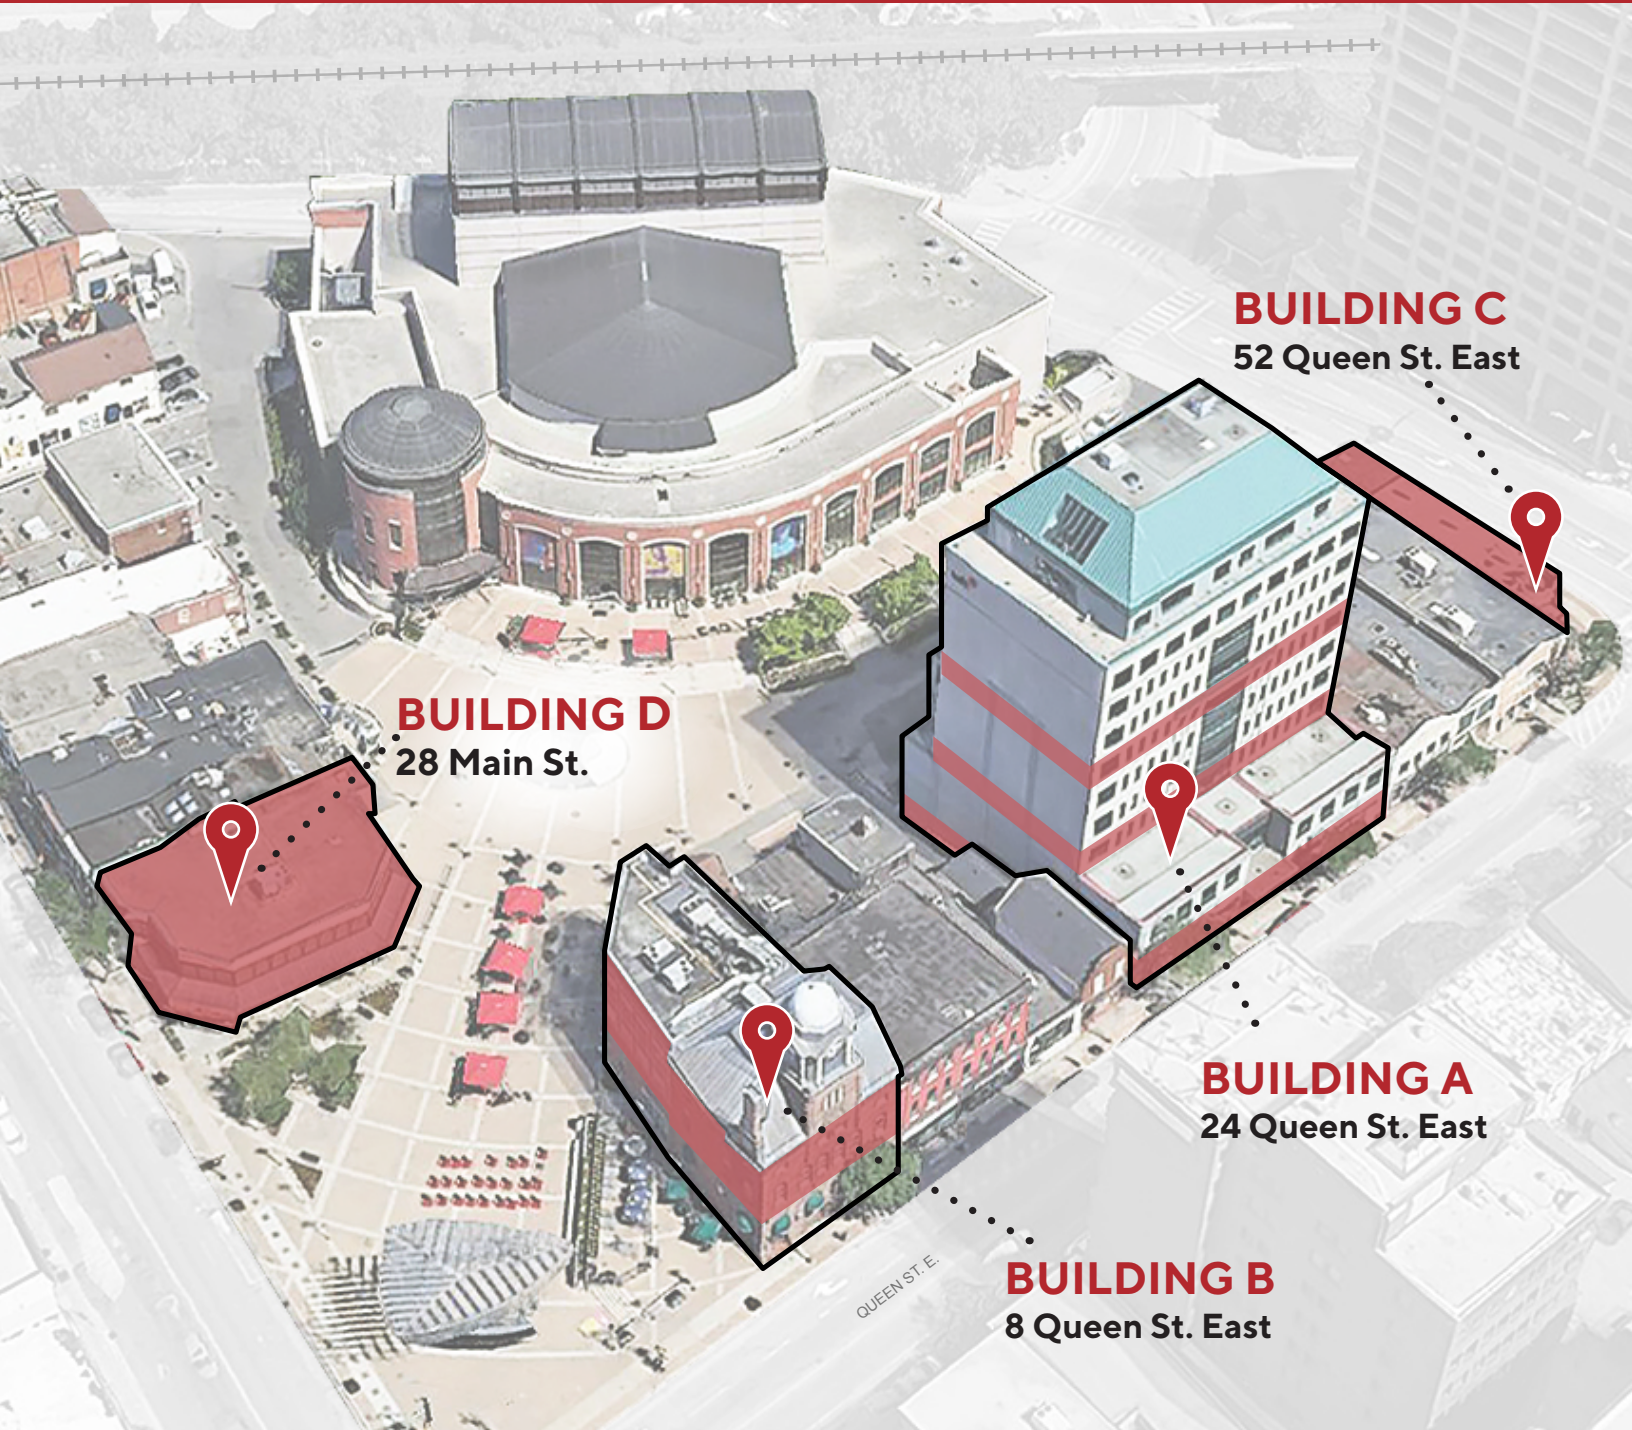 BUILDING C
52 Queen St. East
BUILDING D
28 Main St.
BUILDING A
24 Queen St. East
QUEEN ST. E.
BUILDING B
8 Queen St. East